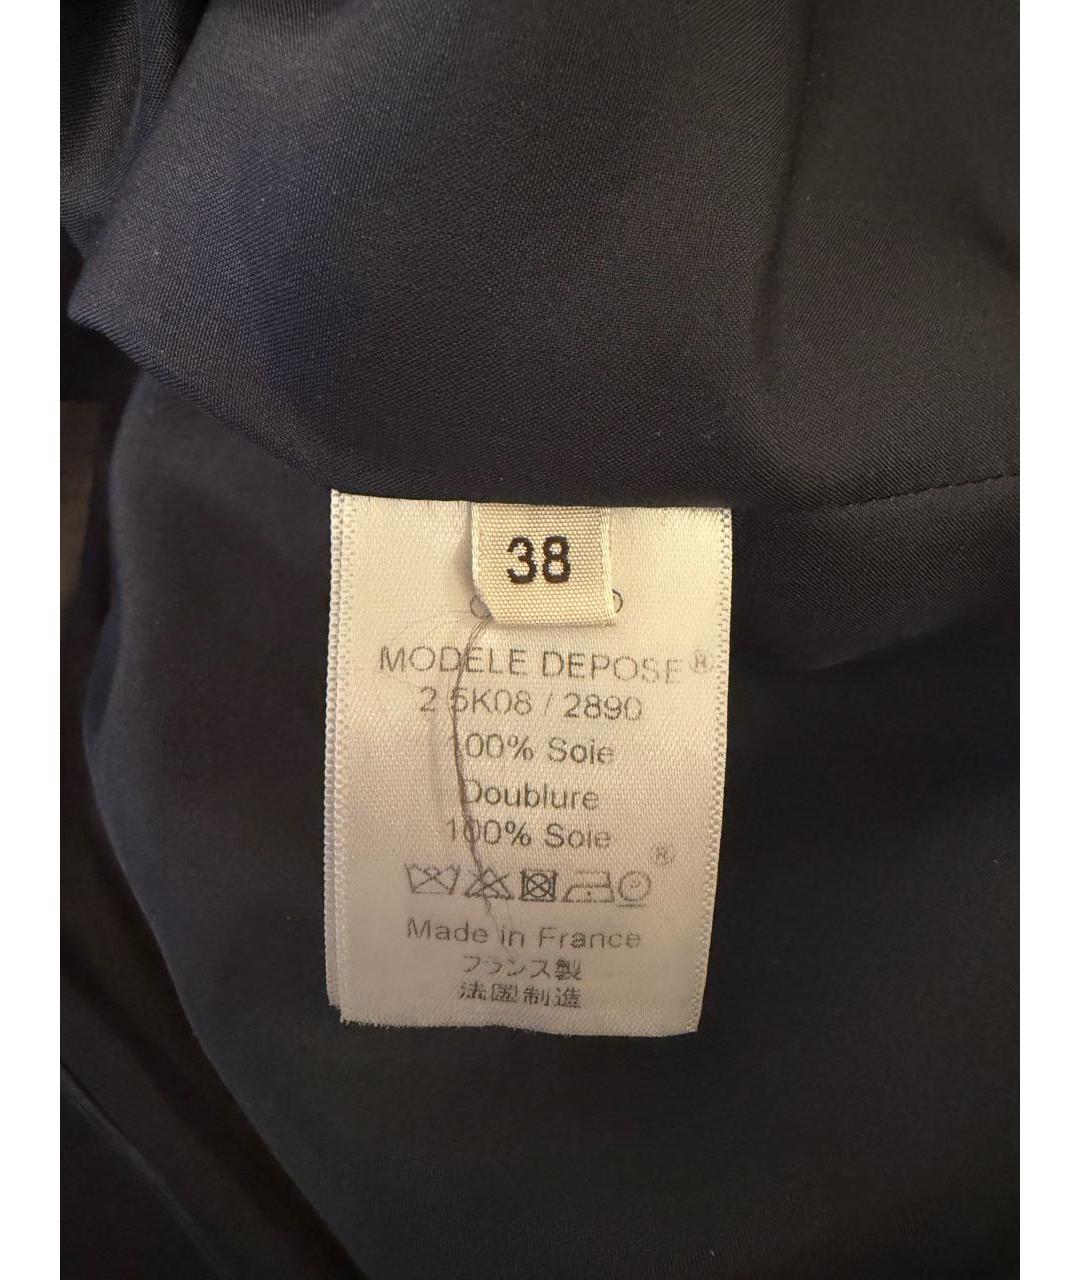 38
MODELE DEPOSE®
2 5K08 / 2890
100% Soie
Doublure
100% Soie
®
Made in France
フランス製
法國制造